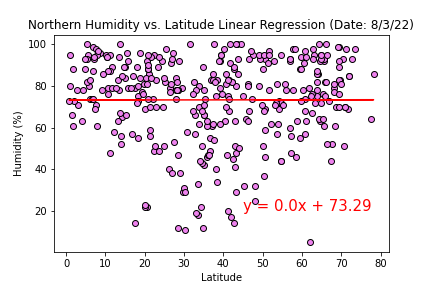 Northern Humidity vs. Latitude Linear Regression (Date: 8/3/22)
100
80
60
40
20
Humidity (%)
y = 0.0x + 73.29
0 10 20 30 40 50 60 70 80
Latitude